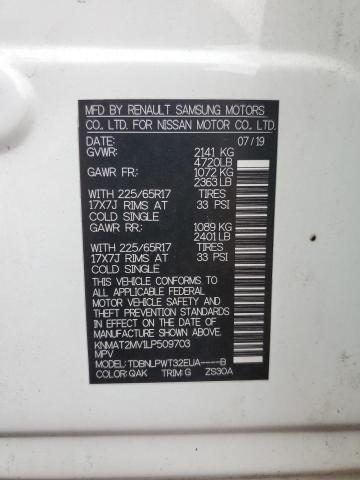 MFD BY RENAULT SAMSUNG MOTORS
CO., LTD. FOR NISSAN MOTOR CO., LTD.
DATE: 07/19
GVWR: 2141 KG
4720LB
GAWR FR: 1072 KG
2363LB
WITH 225/65R17 TIRES
17X7J RIMS AT 33 PSI
COLD SINGLE
GAWR RR: 1089 KG
2401LB
WITH 225/65R17 TIRES
17X7J RIMS AT 33 PSI
COLD SINGLE
THIS VEHICLE CONFORMS TO
ALL APPLICABLE FEDERAL
MOTOR VEHICLE SAFETY
AND THEFT PREVENTION
STANDARDS IN EFFECT ON
THE DATE OF MANUFACTURE
SHOWN ABOVE.
KNMAT2MV1LP509703
MPV
MODEL: TDBNLPWT32EUA----B
COLOR: QAK TRIM: G ZS30A